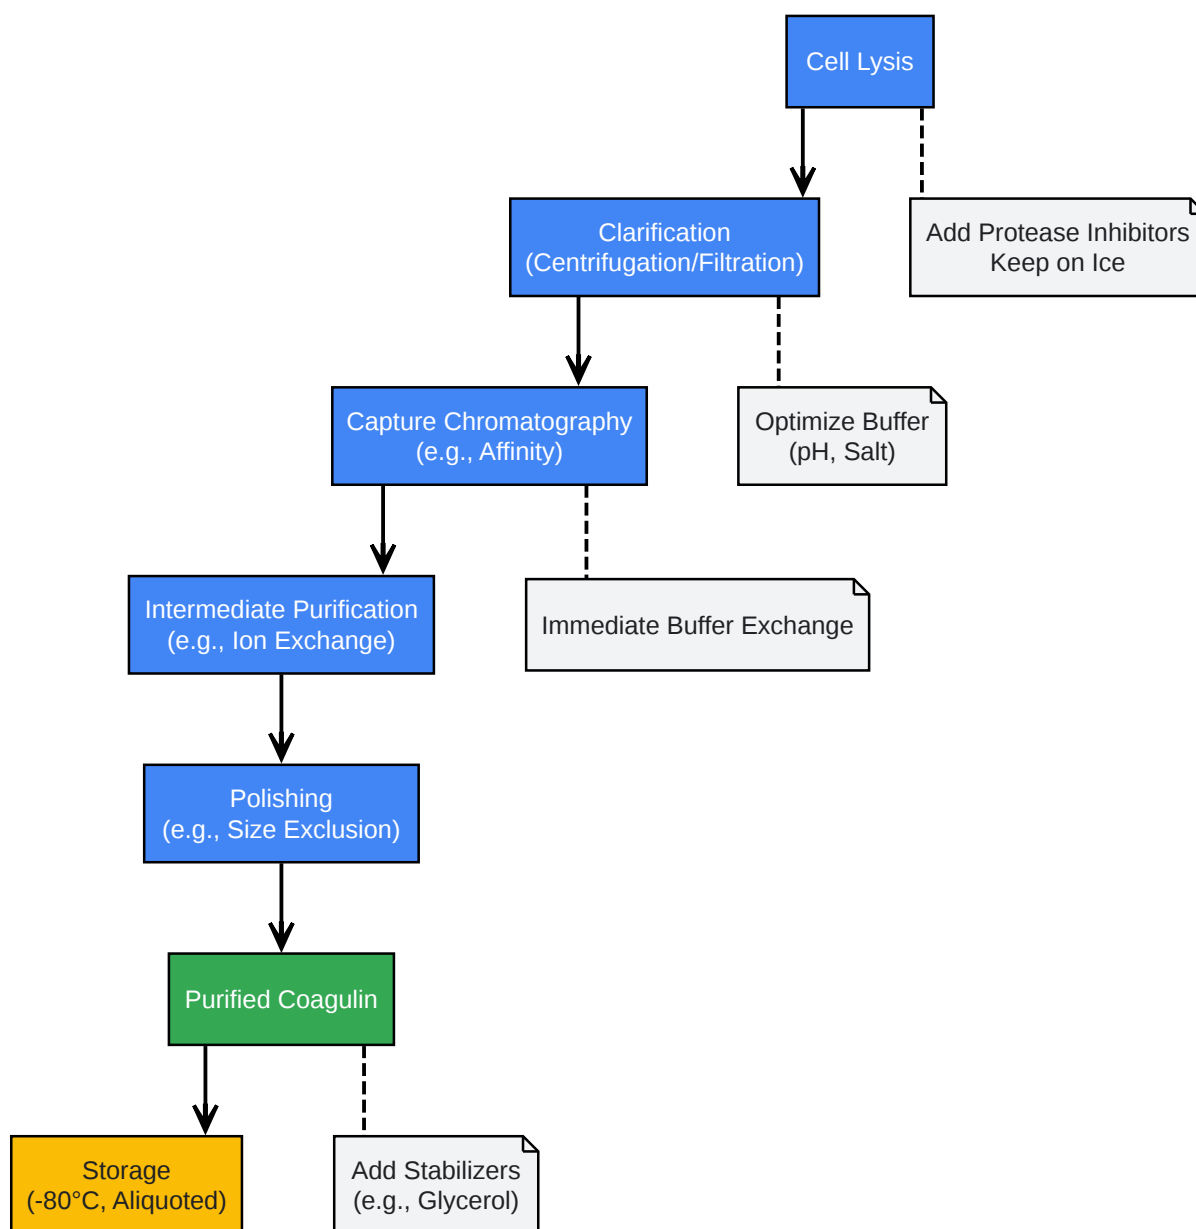 Cell Lysis
Clarification
(Centrifugation/Filtration)
Add Protease Inhibitors
Keep on Ice
Capture Chromatography
(e.g., Affinity)
Optimize Buffer
(pH, Salt)
Intermediate Purification
(e.g., Ion Exchange)
Immediate Buffer Exchange
Polishing
(e.g., Size Exclusion)
Purified Coagulin
Storage
(-80°C, Aliquoted)
Add Stabilizers
(e.g., Glycerol)